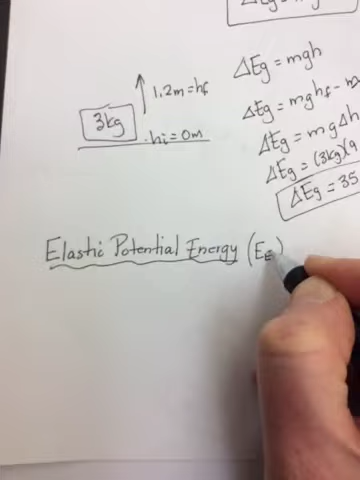 1.2m = hf
3kg
hi = 0m
ΔEg = mgh
ΔEg = mghf -
ΔEg = mgΔh
ΔEg = (3kg)(9
ΔEg = 35
Elastic Potential Energy (EE)